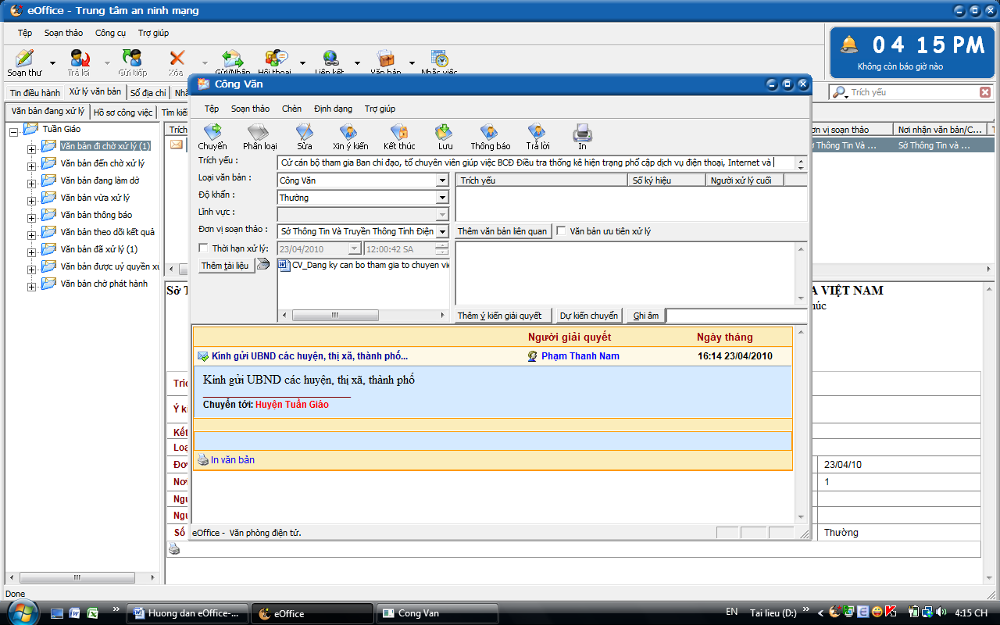 eOffice - Trung tâm an ninh mạng
Tệp Soạn thảo Công cụ Trợ giúp
04 15 PM
Không còn báo giờ nào
Soạn thư Trả lời Gửi tiếp Xóa Gửi/Nhận Hội thoại Liên kết Văn bản Nhắc việc
Tin điều hành Xử lý văn bản Sổ địa chỉ Nhà
Trích yếu
Văn bản đang xử lý Hồ sơ công việc Tìm kiế
Tuần Giáo
Văn bản đi chờ xử lý (1)
Văn bản đến chờ xử lý
Văn bản đang làm dở
Văn bản vừa xử lý
Văn bản thông báo
Văn bản theo dõi kết quả
Văn bản đã xử lý (1)
Văn bản được uỷ quyền xu
Văn bản chờ phát hành
Trích
ơn vị soạn thảo Nơi nhận văn bản/C... T
ở Thông Tin Và ... Sở Thông Tin và ...
Công Văn
Tệp Soạn thảo Chèn Định dạng Trợ giúp
Chuyển Phân loại Sửa Xin ý kiến Kết thúc Lưu Thông báo Trả lời In
Trích yếu : Cử cán bộ tham gia Ban chỉ đạo, tổ chuyên viên giúp việc BCĐ Điều tra thống kê hiện trạng phổ cập dịch vụ điện thoại, Internet và
Loại văn bản : Công Văn
Trích yếu Số ký hiệu Người xử lý cuối
Độ khẩn : Thường
Lĩnh vực :
Đơn vị soạn thảo : Sở Thông Tin Và Truyền Thông Tỉnh Điện
Thêm văn bản liên quan Văn bản ưu tiên xử lý
Thời hạn xử lý: 23/04/2010 12:00:42 SA
Thêm tài liệu CV_Dang ky can bo tham gia to chuyen vie
Thêm ý kiến giải quyết Dự kiến chuyển Ghi âm
Người giải quyết Ngày tháng
Kính gửi UBND các huyện, thị xã, thành phố... Phạm Thanh Nam 16:14 23/04/2010
Kính gửi UBND các huyện, thị xã, thành phố
Chuyển tới: Huyện Tuần Giáo
In văn bản
eOffice - Văn phòng điện tử.
Sở T
A VIỆT NAM
húc
Tríc
Ý ki
Kết
Loạ
Đơ 23/04/10
Nơ 1
Ngu
Ngu
Số Thường
Done
Huong dan eOffice-... eOffice Cong Van EN Tai lieu (D:) 4:15 CH